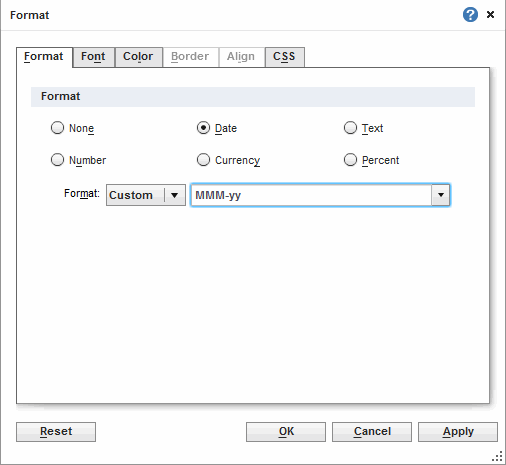 Format
Format Font Color Border Align CSS
Format
None Date Text
Number Currency Percent
Format: Custom MMM-yy
Reset OK Cancel Apply